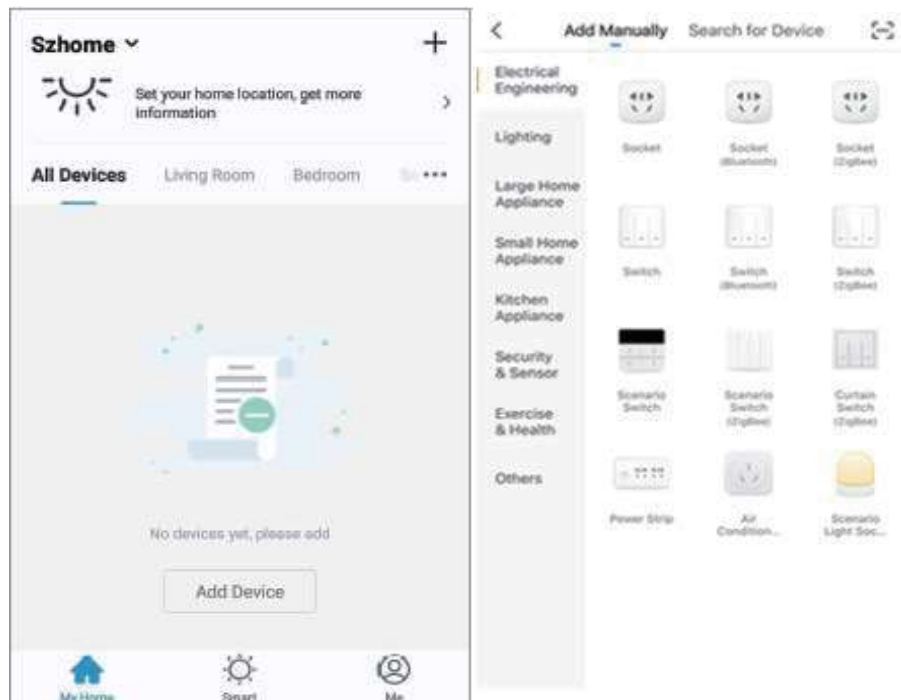 Szhome
Set your home location, get more
information
All Devices Living Room Bedroom
No devices yet, please add
Add Device
My Home Smart Me
Add Manually Search for Device
Electrical
Engineering
Lighting
Large Home
Appliance
Small Home
Appliance
Kitchen
Appliance
Security
& Sensor
Exercise
& Health
Others
Socket Socket Socket
(Bluetooth) (ZigBee)
Switch Switch Switch
(Bluetooth) (ZigBee)
Scenario Scenario Curtain
Switch Switch Switch
(ZigBee) (ZigBee)
Power Strip Air Scenario
Condition... Light Soc...